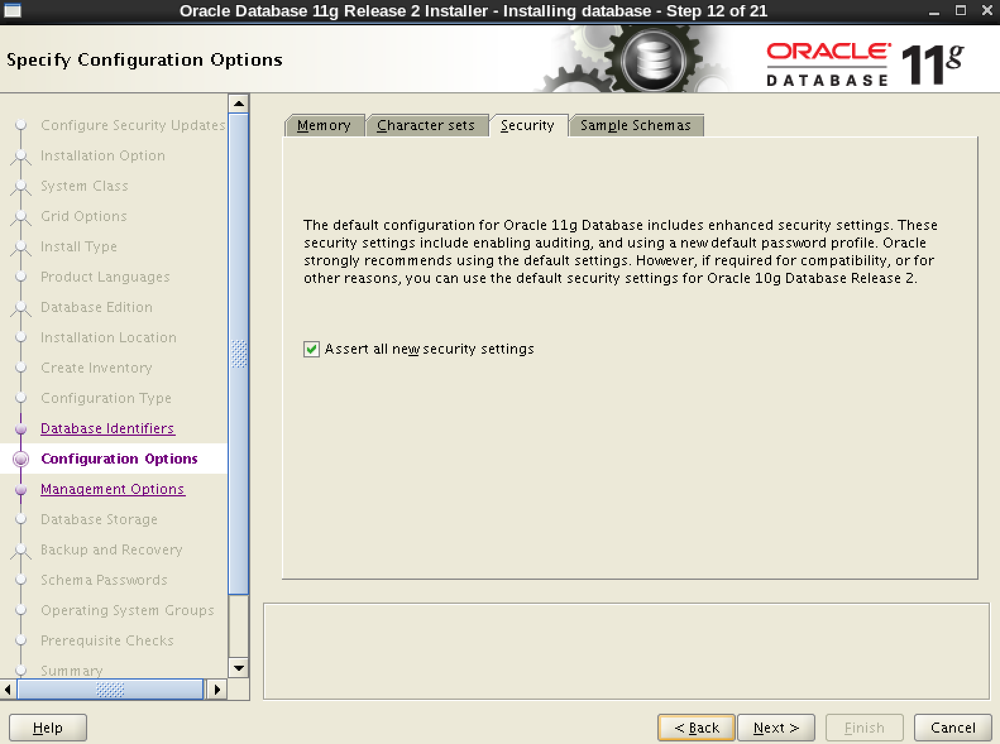 Oracle Database 11g Release 2 Installer - Installing database - Step 12 of 21
Specify Configuration Options
ORACLE
DATABASE
11g
Configure Security Updates
Installation Option
System Class
Grid Options
Install Type
Product Languages
Database Edition
Installation Location
Create Inventory
Configuration Type
Database Identifiers
Configuration Options
Management Options
Database Storage
Backup and Recovery
Schema Passwords
Operating System Groups
Prerequisite Checks
Summary
Memory
Character sets
Security
Sample Schemas
The default configuration for Oracle 11g Database includes enhanced security settings. These
security settings include enabling auditing, and using a new default password profile. Oracle
strongly recommends using the default settings. However, if required for compatibility, or for
other reasons, you can use the default security settings for Oracle 10g Database Release 2.
Assert all new security settings
Help
< Back
Next >
Finish
Cancel